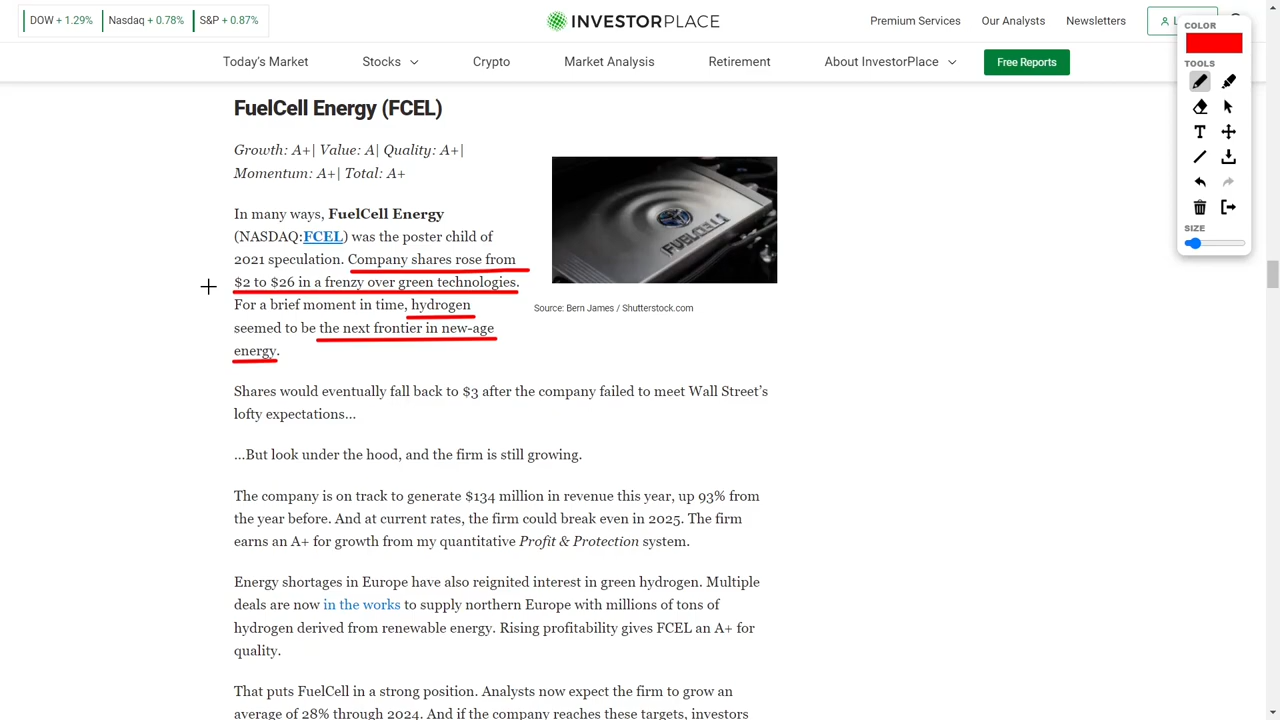 DOW + 1.29% Nasdaq + 0.78% S&P + 0.87%
INVESTORPLACE
Premium Services Our Analysts Newsletters
Today's Market Stocks Crypto Market Analysis Retirement About InvestorPlace Free Reports
COLOR
TOOLS
T
SIZE
FuelCell Energy (FCEL)
Growth: A+| Value: A| Quality: A+|
Momentum: A+| Total: A+
In many ways, FuelCell Energy
(NASDAQ:FCEL) was the poster child of
2021 speculation. Company shares rose from
$2 to $26 in a frenzy over green technologies.
For a brief moment in time, hydrogen
seemed to be the next frontier in new-age
energy.
FUELCELL
Source: Bern James / Shutterstock.com
Shares would eventually fall back to $3 after the company failed to meet Wall Street’s
lofty expectations…
…But look under the hood, and the firm is still growing.
The company is on track to generate $134 million in revenue this year, up 93% from
the year before. And at current rates, the firm could break even in 2025. The firm
earns an A+ for growth from my quantitative Profit & Protection system.
Energy shortages in Europe have also reignited interest in green hydrogen. Multiple
deals are now in the works to supply northern Europe with millions of tons of
hydrogen derived from renewable energy. Rising profitability gives FCEL an A+ for
quality.
That puts FuelCell in a strong position. Analysts now expect the firm to grow an
average of 28% through 2024. And if the company reaches these targets, investors